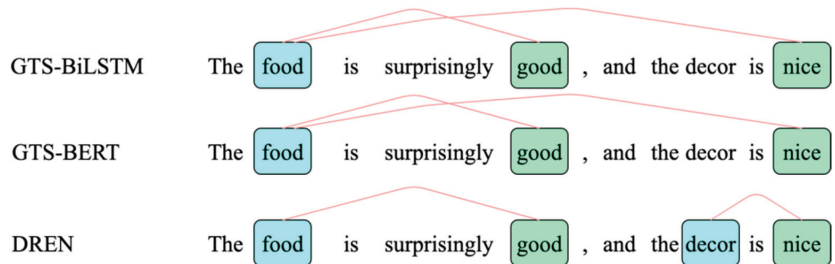 GTS-BiLSTM The food is surprisingly good , and the decor is nice
GTS-BERT The food is surprisingly good , and the decor is nice
DREN The food is surprisingly good , and the decor is nice